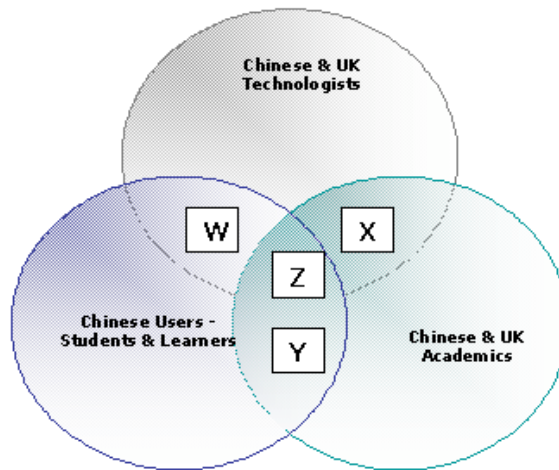 Chinese & UK
Technologists
W
X
Z
Chinese Users -
Students & Learners
Y
Chinese & UK
Academics